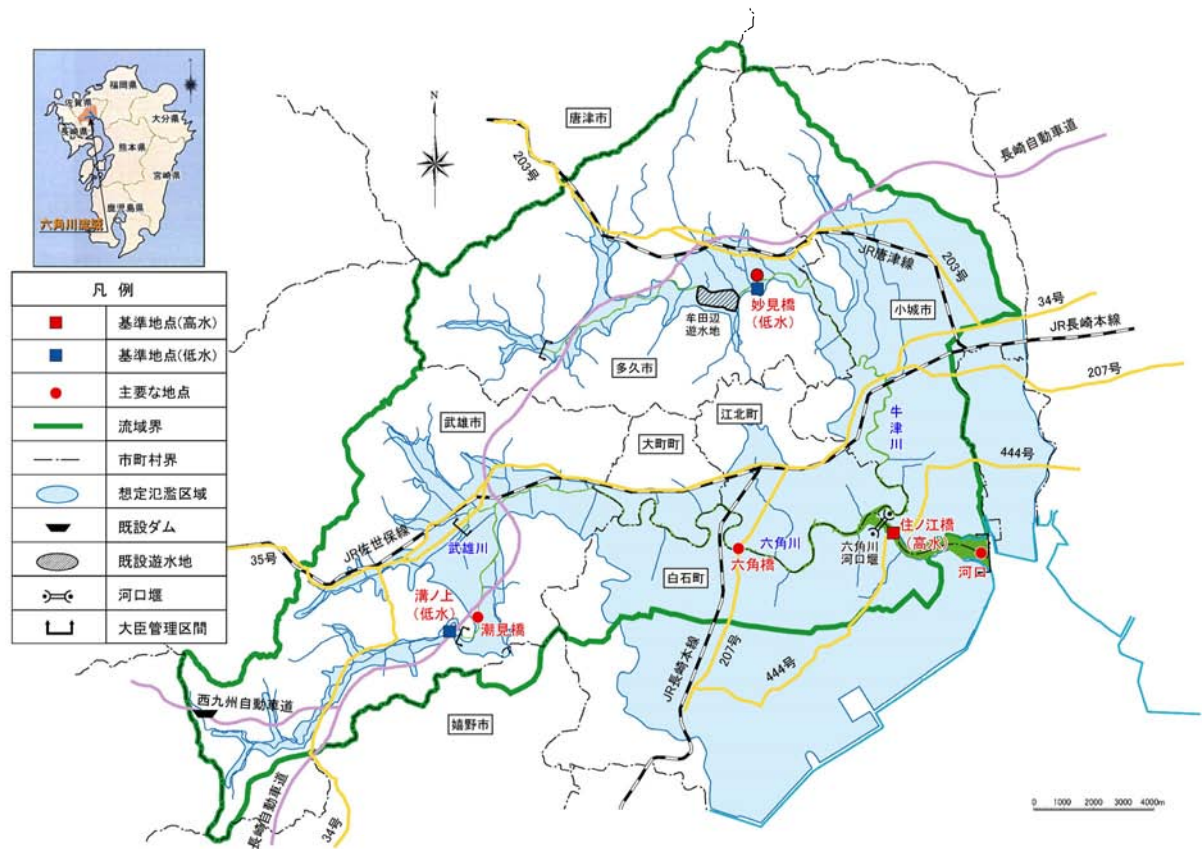 福岡県
佐賀県
大分県
長崎県
熊本県
宮崎県
鹿児島県
六角川流域
凡 例
基準地点(高水)
基準地点(低水)
主要な地点
流域界
市町村界
想定氾濫区域
既設ダム
既設遊水地
河口堰
大臣管理区間
N
唐津市
203号
長崎自動車道
JR唐津線
203号
妙見橋
(低水)
牟田辺
遊水地
小城市
34号
JR長崎本線
207号
多久市
江北町
牛津川
武雄市
大町町
444号
JR佐世保線
35号
武雄川
住ノ江橋
(高水)
六角川
六角川
河口堰
六角橋
河口
白石町
溝ノ上
(低水)
潮見橋
JR長崎本線
207号
444号
西九州自動車道
嬉野市
長崎自動車道
34号
0 1000 2000 3000 4000m